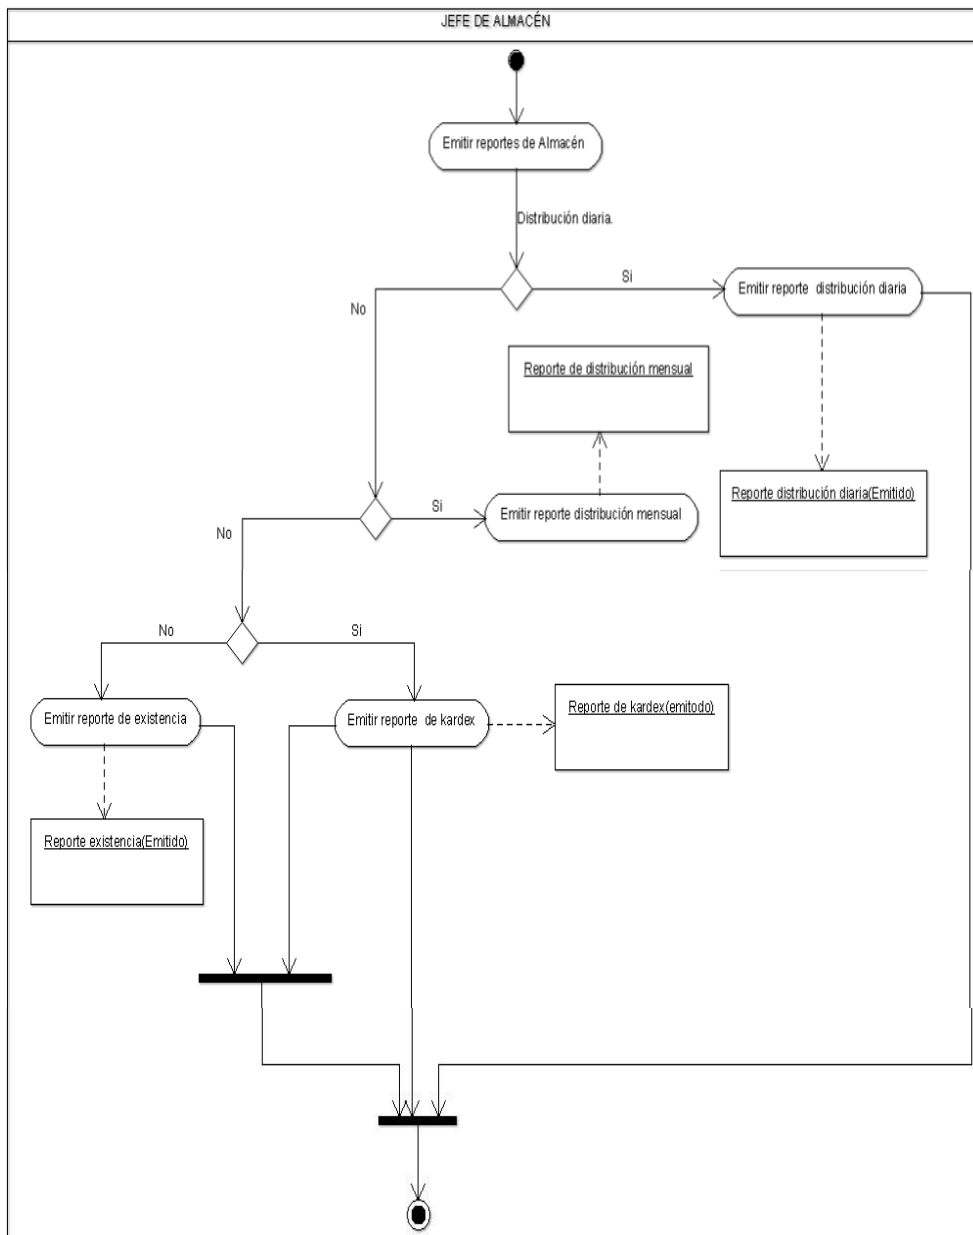 JEFE DE ALMACÉN
Emitir reportes de Almacén
Distribución diaria.
Si
Emitir reporte distribución diaria
No
Reporte de distribución mensual
Reporte distribución diaria(Emitido)
Si
Emitir reporte distribución mensual
No
No
Si
Emitir reporte de existencia
Emitir reporte de kardex
Reporte de kardex(emitodo)
Reporte existencia(Emitido)